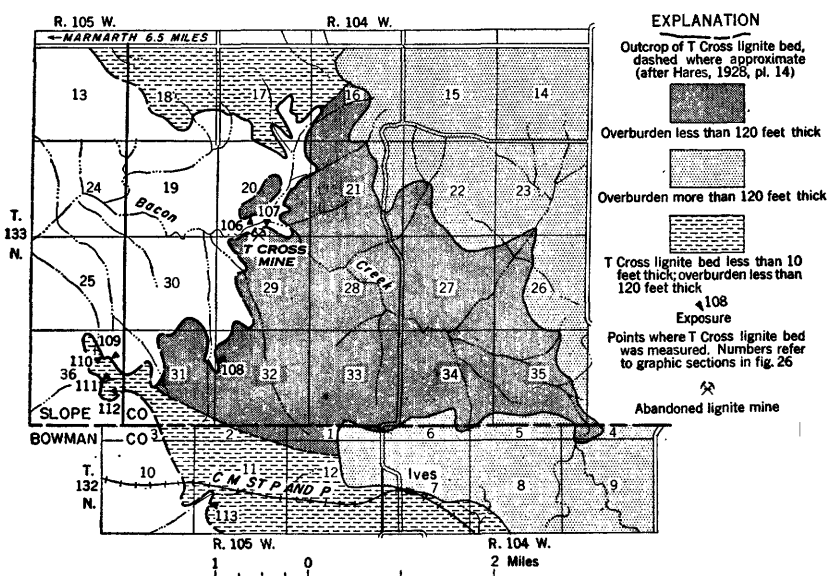 R. 105 W.
R. 104 W.
←MARMARTH 6.5 MILES
13
18
17
16
15
14
24
19
20
21
22
23
Bacon
106
107
T CROSS
MINE
T.
133
N.
25
30
29
28
Creek
27
26
109
110
36
111
112
31
108
32
33
34
35
SLOPE CO
BOWMAN CO
3
2
1
6
5
4
T.
132
N.
10
11
12
Ives
7
8
9
C M ST P AND P
113
R. 105 W.
R. 104 W.
1 0 2 Miles
EXPLANATION
Outcrop of T Cross lignite bed,
dashed where approximate
(after Hares, 1928, pl. 14)
Overburden less than 120 feet thick
Overburden more than 120 feet thick
T Cross lignite bed less than 10
feet thick; overburden less than
120 feet thick
108
Exposure
Points where T Cross lignite bed
was measured. Numbers refer
to graphic sections in fig. 26
Abandoned lignite mine